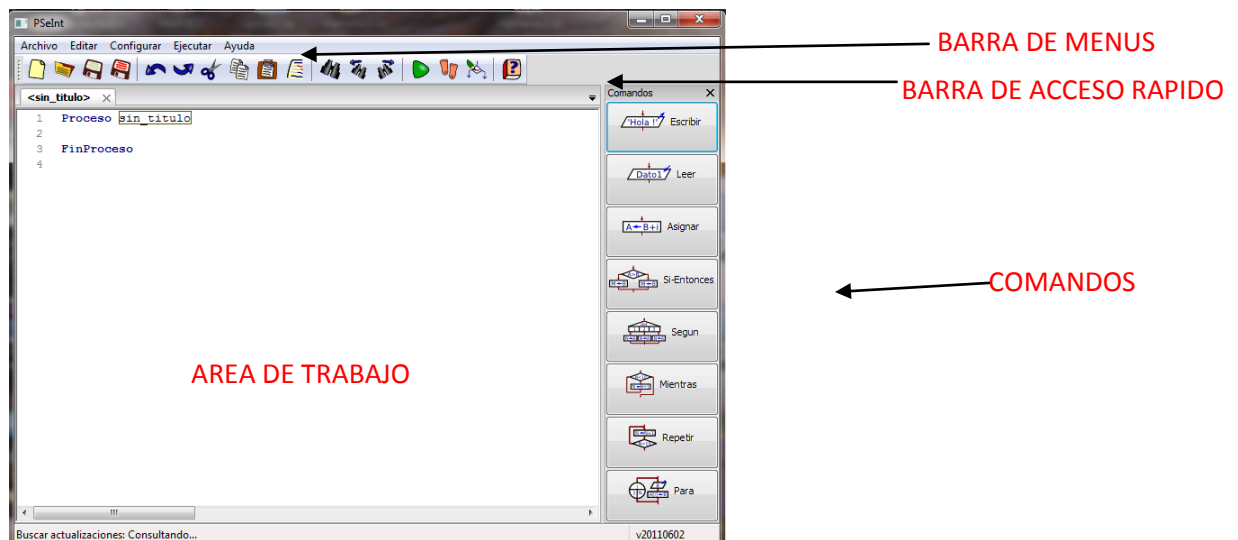 PSeInt
Archivo Editar Configurar Ejecutar Ayuda
BARRA DE MENUS
BARRA DE ACCESO RAPIDO
<sin_titulo>
Comandos
1 Proceso sin_titulo
2
3 FinProceso
4
'Hola !' Escribir
Dato1 Leer
A←B+i Asignar
Si-Entonces
Segun
Mientras
Repetir
Para
COMANDOS
AREA DE TRABAJO
Buscar actualizaciones: Consultando...
v20110602